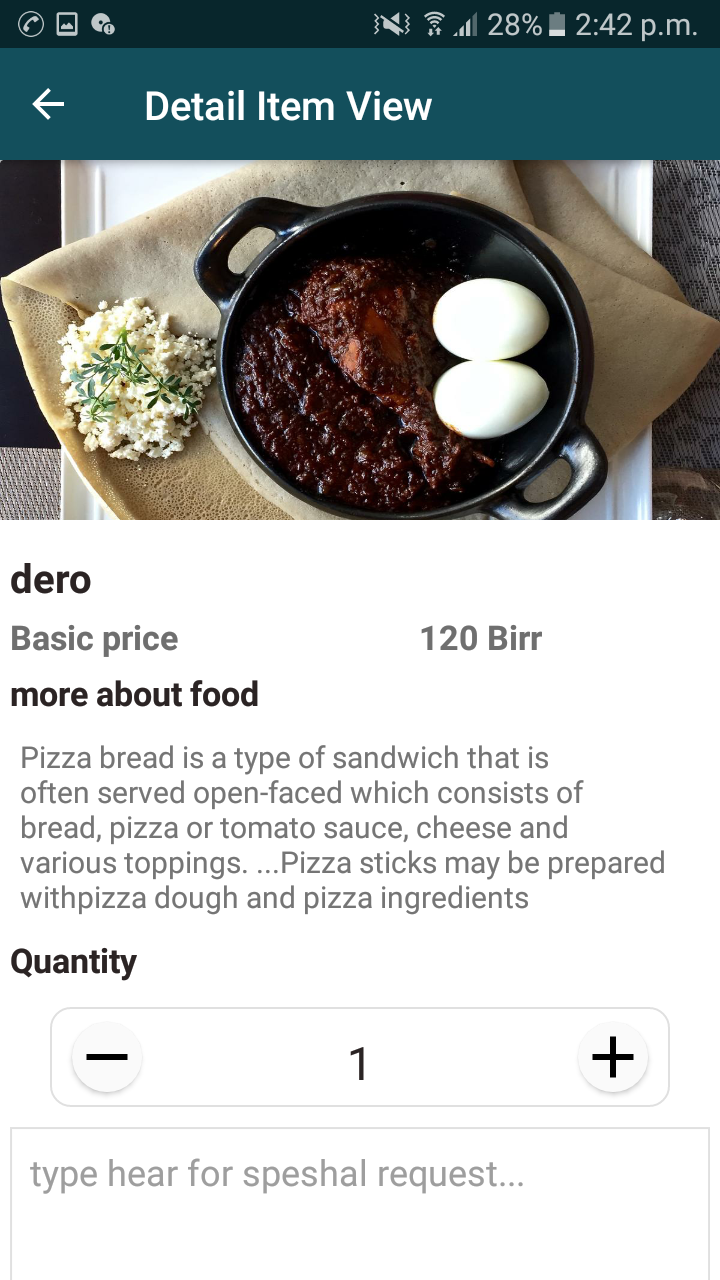 28% 2:42 p.m.
Detail Item View
dero
Basic price 120 Birr
more about food
Pizza bread is a type of sandwich that is
often served open-faced which consists of
bread, pizza or tomato sauce, cheese and
various toppings. ...Pizza sticks may be prepared
withpizza dough and pizza ingredients
Quantity
1
type hear for speshal request...